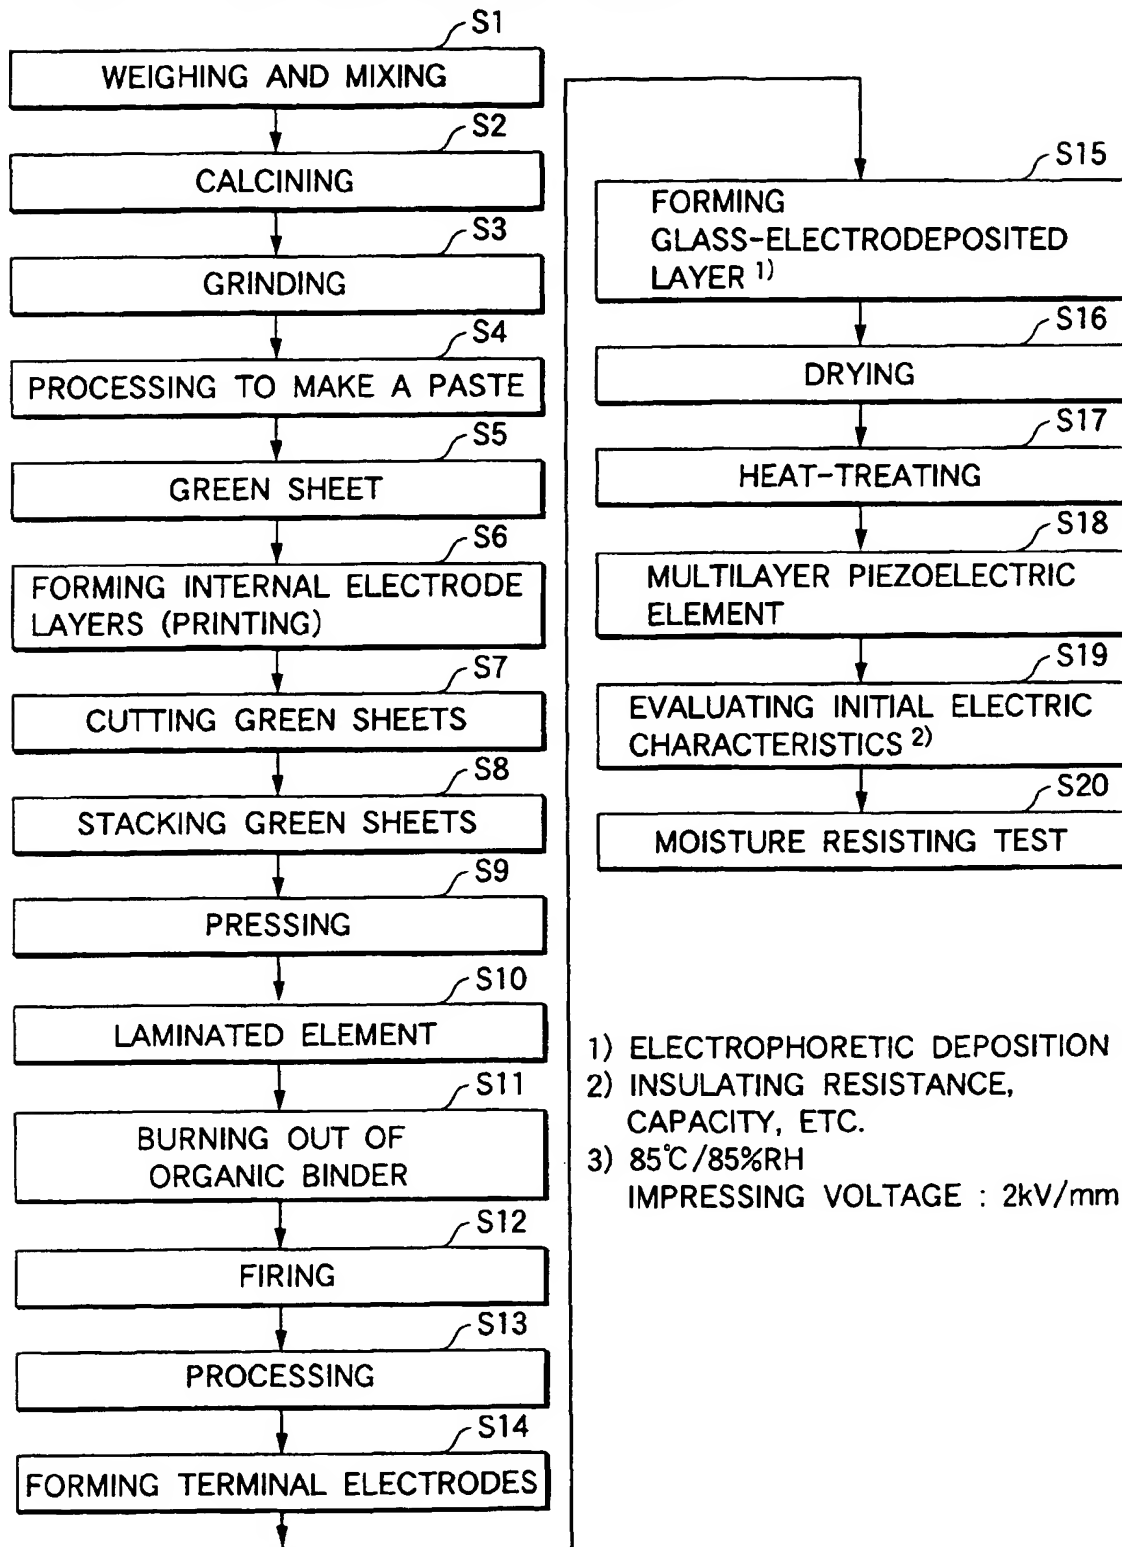 S1
WEIGHING AND MIXING
S2
CALCINING
S3
GRINDING
S4
PROCESSING TO MAKE A PASTE
S5
GREEN SHEET
S6
FORMING INTERNAL ELECTRODE
LAYERS (PRINTING)
S7
CUTTING GREEN SHEETS
S8
STACKING GREEN SHEETS
S9
PRESSING
S10
LAMINATED ELEMENT
S11
BURNING OUT OF
ORGANIC BINDER
S12
FIRING
S13
PROCESSING
S14
FORMING TERMINAL ELECTRODES
S15
FORMING
GLASS-ELECTRODEPOSITED
LAYER 1)
S16
DRYING
S17
HEAT-TREATING
S18
MULTILAYER PIEZOELECTRIC
ELEMENT
S19
EVALUATING INITIAL ELECTRIC
CHARACTERISTICS 2)
S20
MOISTURE RESISTING TEST
1) ELECTROPHORETIC DEPOSITION
2) INSULATING RESISTANCE,
CAPACITY, ETC.
3) 85℃/85%RH
IMPRESSING VOLTAGE : 2kV/mm